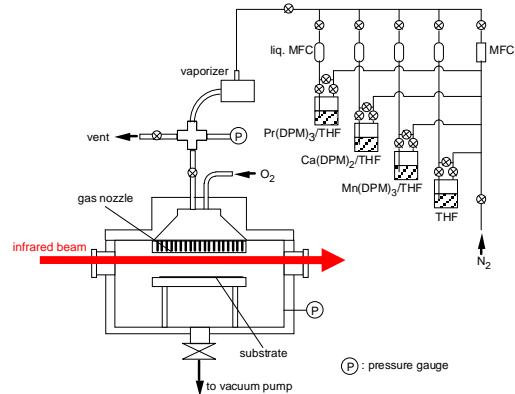 liq. MFC
MFC
vaporizer
Pr(DPM)3/THF
vent
P
Ca(DPM)2/THF
O2
Mn(DPM)3/THF
gas nozzle
THF
infrared beam
N2
P
substrate
P : pressure gauge
to vacuum pump